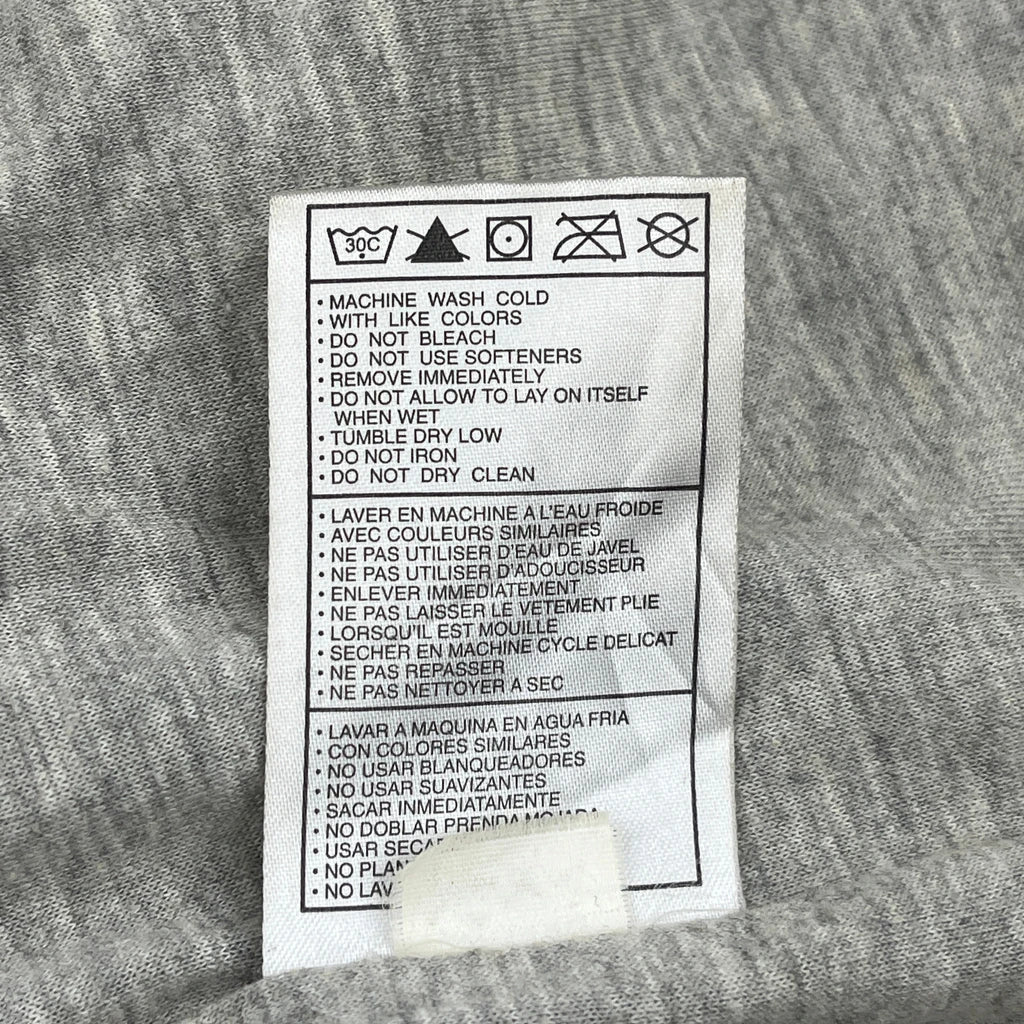 30C
• MACHINE WASH COLD
• WITH LIKE COLORS
• DO NOT BLEACH
• DO NOT USE SOFTENERS
• REMOVE IMMEDIATELY
• DO NOT ALLOW TO LAY ON ITSELF
WHEN WET
• TUMBLE DRY LOW
• DO NOT IRON
• DO NOT DRY CLEAN
• LAVER EN MACHINE A L'EAU FROIDE
• AVEC COULEURS SIMILAIRES
• NE PAS UTILISER D'EAU DE JAVEL
• NE PAS UTILISER D'ADOUCISSEUR
• ENLEVER IMMEDIATEMENT
• NE PAS LAISSER LE VETEMENT PLIE
• LORSQU'IL EST MOUILLE
• SECHER EN MACHINE CYCLE DELICAT
• NE PAS REPASSER
• NE PAS NETTOYER A SEC
• LAVAR A MAQUINA EN AGUA FRIA
• CON COLORES SIMILARES
• NO USAR BLANQUEADORES
• NO USAR SUAVIZANTES
• SACAR INMEDIATAMENTE
• NO DOBLAR PRENDA MOJADA
• USAR
• NO
• NO